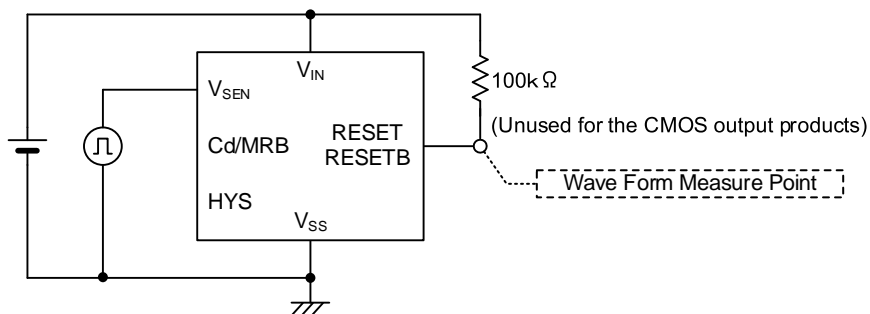 V_IN
V_SEN
100kΩ
(Unused for the CMOS output products)
RESET
Cd/MRB
RESETB
Wave Form Measure Point
HYS
V_SS